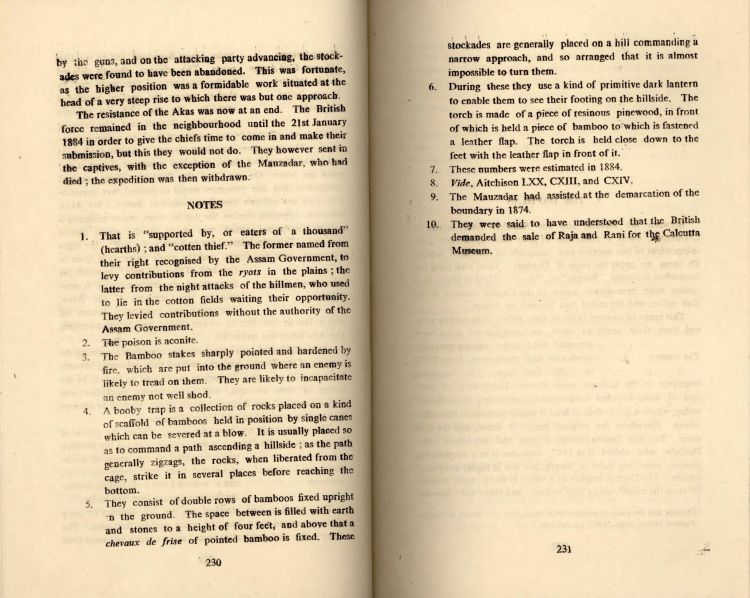 by the guns, and on the attacking party advancing, the stock-
ades were found to have been abandoned. This was fortunate,
as the higher position was a formidable work situated at the
head of a very steep rise to which there was but one approach.
The resistance of the Akas was now at an end. The British
force remained in the neighbourhood until the 21st January
1884 in order to give the chiefs time to come in and make their
submission, but this they would not do. They however sent in
the captives, with the exception of the Mauzadar, who had
died ; the expedition was then withdrawn.
NOTES
1. That is "supported by, or eaters of a thousand"
(hearths) ; and "cotten thief." The former named from
their right recognised by the Assam Government, to
levy contributions from the ryots in the plains ; the
latter from the night attacks of the hillmen, who used
to lie in the cotton fields waiting their opportunity.
They levied contributions without the authority of the
Assam Government.
2. The poison is aconite.
3. The Bamboo stakes sharply pointed and hardened by
fire, which are put into the ground where an enemy is
likely to tread on them. They are likely to incapacitate
an enemy not well shod.
4. A booby trap is a collection of rocks placed on a kind
of scaffold of bamboos held in position by single canes
which can be severed at a blow. It is usually placed so
as to command a path ascending a hillside ; as the path
generally zigzags, the rocks, when liberated from the
cage, strike it in several places before reaching the
bottom.
5. They consist of double rows of bamboos fixed upright
in the ground. The space between is filled with earth
and stones to a height of four feet, and above that a
chevaux de frise of pointed bamboo is fixed. These
230
stockades are generally placed on a hill commanding a
narrow approach, and so arranged that it is almost
impossible to turn them.
6. During these they use a kind of primitive dark lantern
to enable them to see their footing on the hillside. The
torch is made of a piece of resinous pinewood, in front
of which is held a piece of bamboo to which is fastened
a leather flap. The torch is held close down to the
feet with the leather flap in front of it.
7. These numbers were estimated in 1884.
8. Vide, Aitchison LXX, CXIII, and CXIV.
9. The Mauzadar had assisted at the demarcation of the
boundary in 1874.
10. They were said to have understood that the British
demanded the sale of Raja and Rani for the Calcutta
Museum.
231